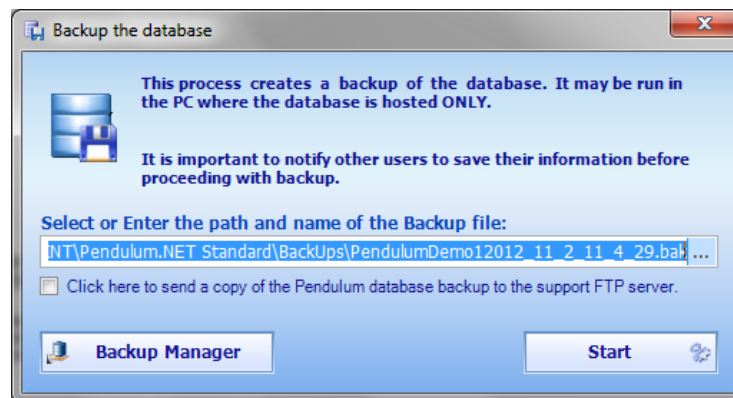 Backup the database
This process creates a backup of the database. It may be run in
the PC where the database is hosted ONLY.
It is important to notify other users to save their information before
proceeding with backup.
Select or Enter the path and name of the Backup file:
NT\Pendulum.NET Standard\BackUps\PendulumDemo12012_11_2_11_4_29.bak ...
Click here to send a copy of the Pendulum database backup to the support FTP server.
Backup Manager Start